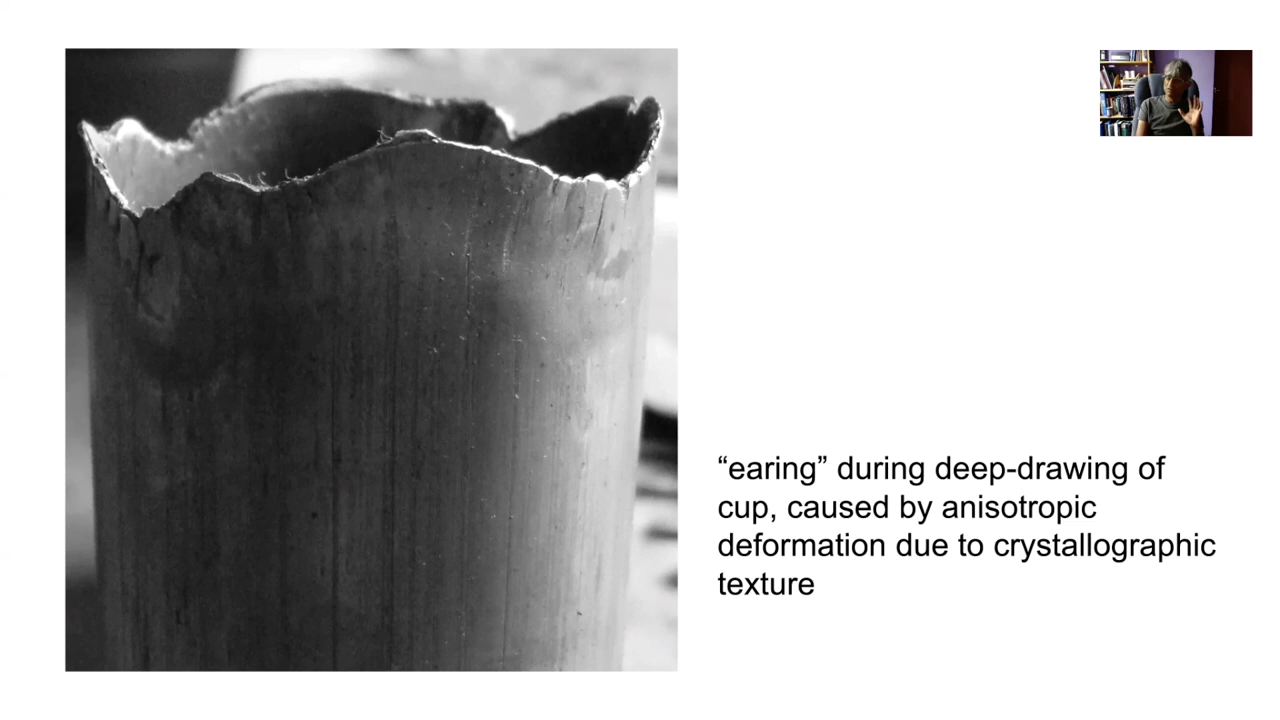 “earing” during deep-drawing of
cup, caused by anisotropic
deformation due to crystallographic
texture